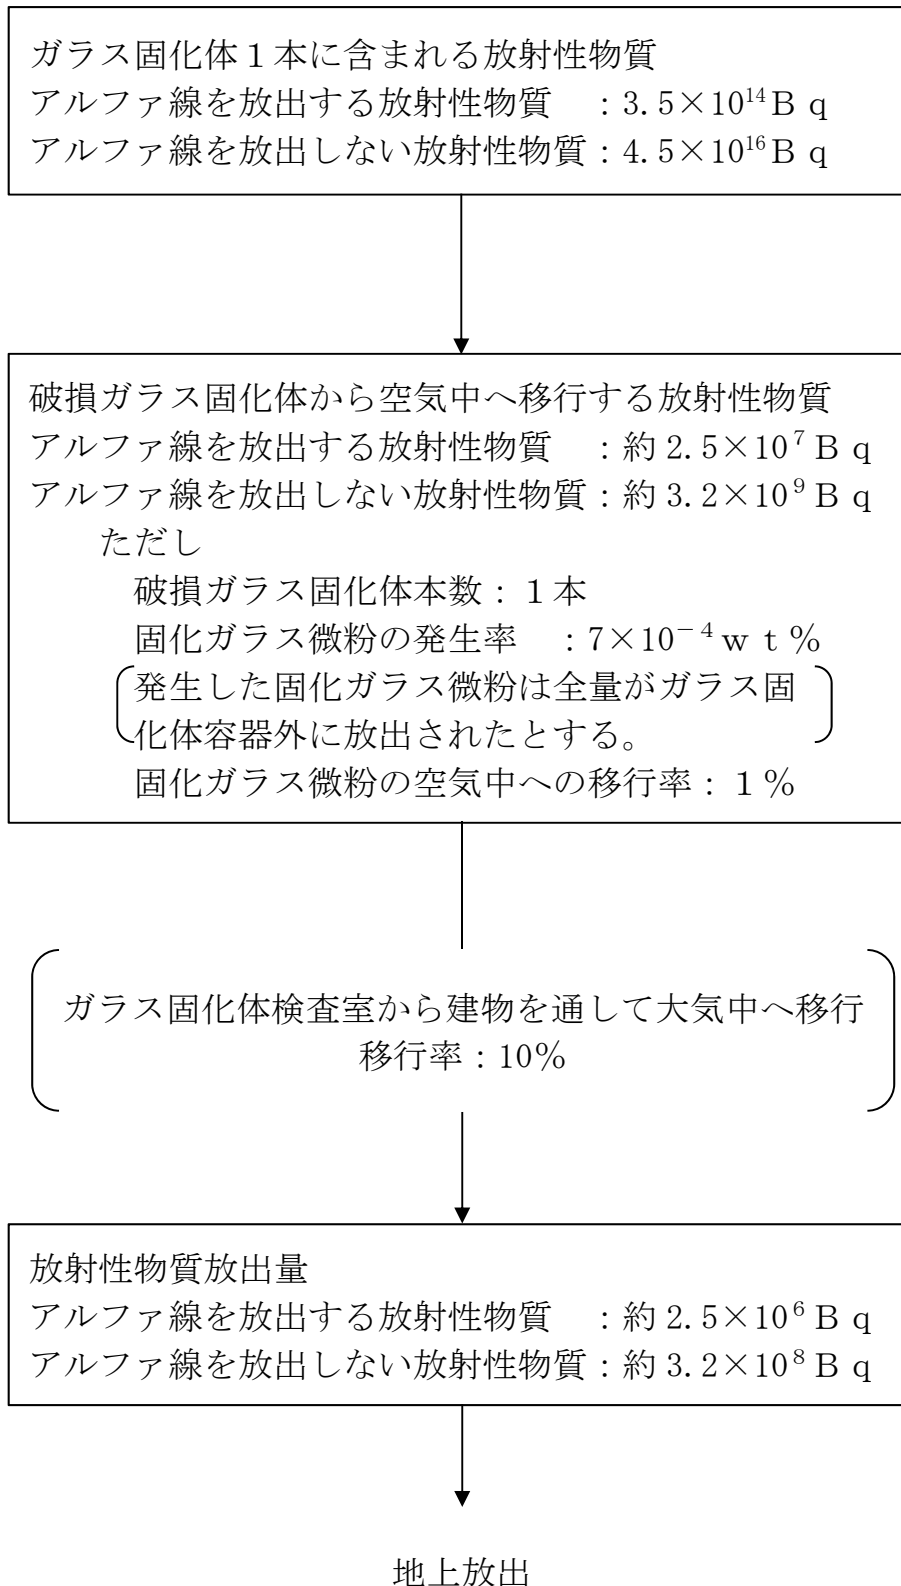 ガラス固化体１本に含まれる放射性物質
アルファ線を放出する放射性物質　：3.5×10¹⁴Ｂｑ
アルファ線を放出しない放射性物質：4.5×10¹⁶Ｂｑ
破損ガラス固化体から空気中へ移行する放射性物質
アルファ線を放出する放射性物質　：約 2.5×10⁷Ｂｑ
アルファ線を放出しない放射性物質：約 3.2×10⁹Ｂｑ
ただし
破損ガラス固化体本数：１本
固化ガラス微粉の発生率　：7×10⁻⁴ｗｔ％
発生した固化ガラス微粉は全量がガラス固
化体容器外に放出されたとする。
固化ガラス微粉の空気中への移行率：１％
ガラス固化体検査室から建物を通して大気中へ移行
移行率：10％
放射性物質放出量
アルファ線を放出する放射性物質　：約 2.5×10⁶Ｂｑ
アルファ線を放出しない放射性物質：約 3.2×10⁸Ｂｑ
地上放出